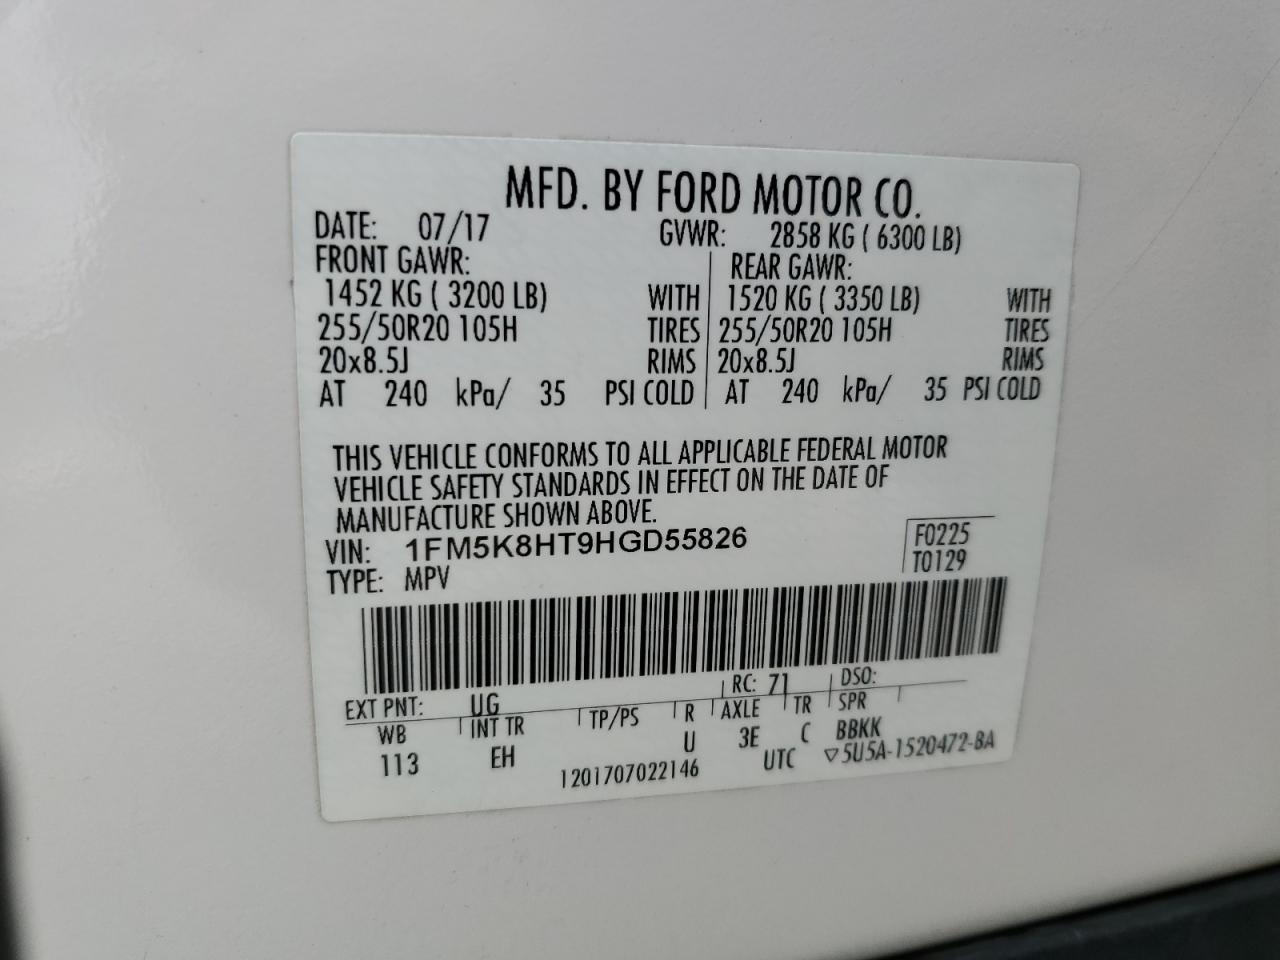 MFD. BY FORD MOTOR CO.
DATE: 07/17 GVWR: 2858 KG ( 6300 LB)
FRONT GAWR: REAR GAWR:
1452 KG ( 3200 LB) WITH 1520 KG ( 3350 LB) WITH
255/50R20 105H TIRES 255/50R20 105H TIRES
20x8.5J RIMS 20x8.5J RIMS
AT 240 kPa/ 35 PSI COLD AT 240 kPa/ 35 PSI COLD
THIS VEHICLE CONFORMS TO ALL APPLICABLE FEDERAL MOTOR
VEHICLE SAFETY STANDARDS IN EFFECT ON THE DATE OF
MANUFACTURE SHOWN ABOVE.
VIN: 1FM5K8HT9HGD55826 F0225
TYPE: MPV T0129
EXT PNT: UG RC: 71 DSO:
WB INT TR TP/PS R AXLE TR SPR
113 EH U 3E C BBKK
1201707022146 UTC ▽5U5A-1520472-BA